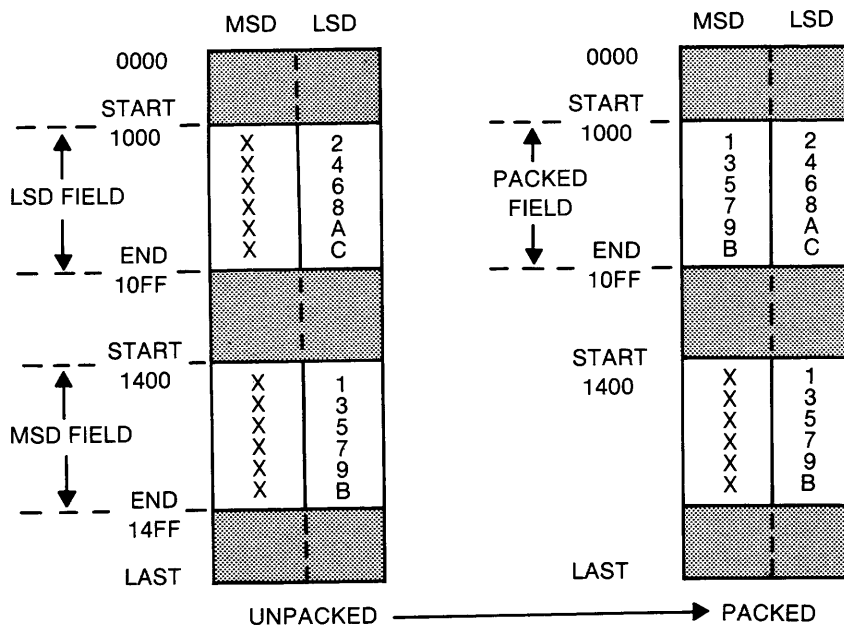 MSD LSD
0000
START
1000
LSD FIELD
X 2
X 4
X 6
X 8
X A
X C
END
10FF
START
1400
MSD FIELD
X 1
X 3
X 5
X 7
X 9
X B
END
14FF
LAST
MSD LSD
0000
START
1000
PACKED
FIELD
1 2
3 4
5 6
7 8
9 A
B C
END
10FF
START
1400
X 1
X 3
X 5
X 7
X 9
X B
LAST
UNPACKED PACKED